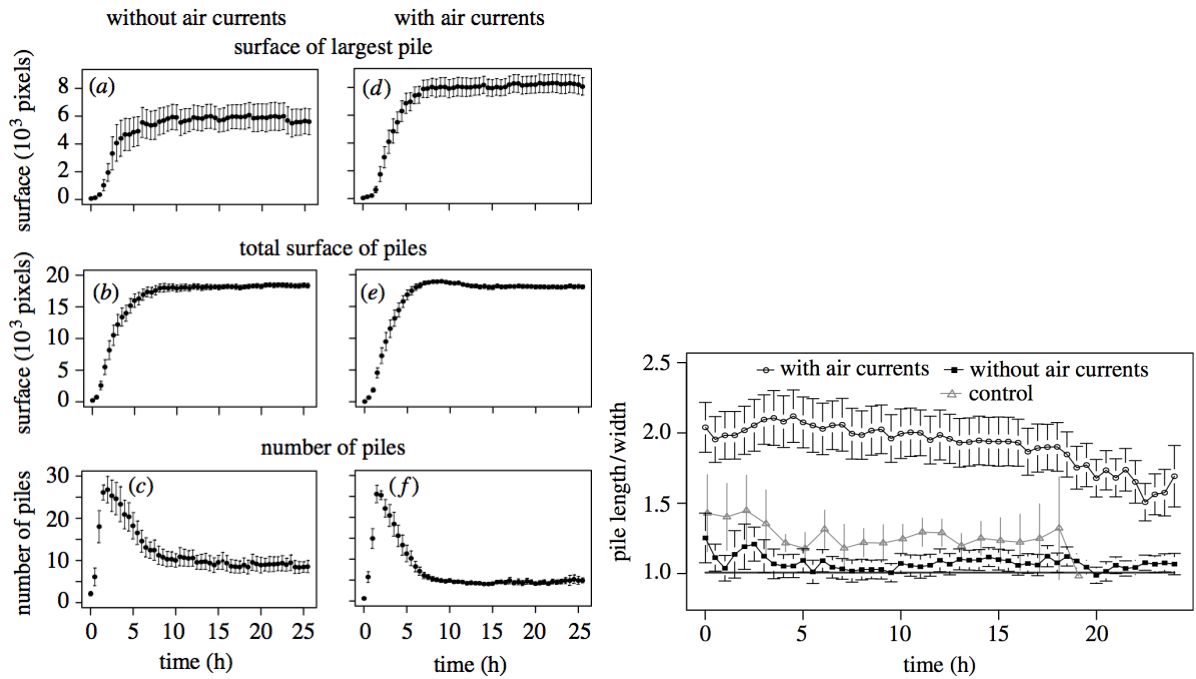 without air currents
with air currents
surface of largest pile
surface (10³ pixels)
8
6
4
2
0
(a)
(d)
total surface of piles
surface (10³ pixels)
20
15
10
5
0
(b)
(e)
number of piles
number of piles
30
20
10
0
(c)
(f)
0 5 10 15 20 25
0 5 10 15 20 25
time (h)
time (h)
pile length/width
2.5
2.0
1.5
1.0
with air currents
without air currents
control
0 5 10 15 20
time (h)